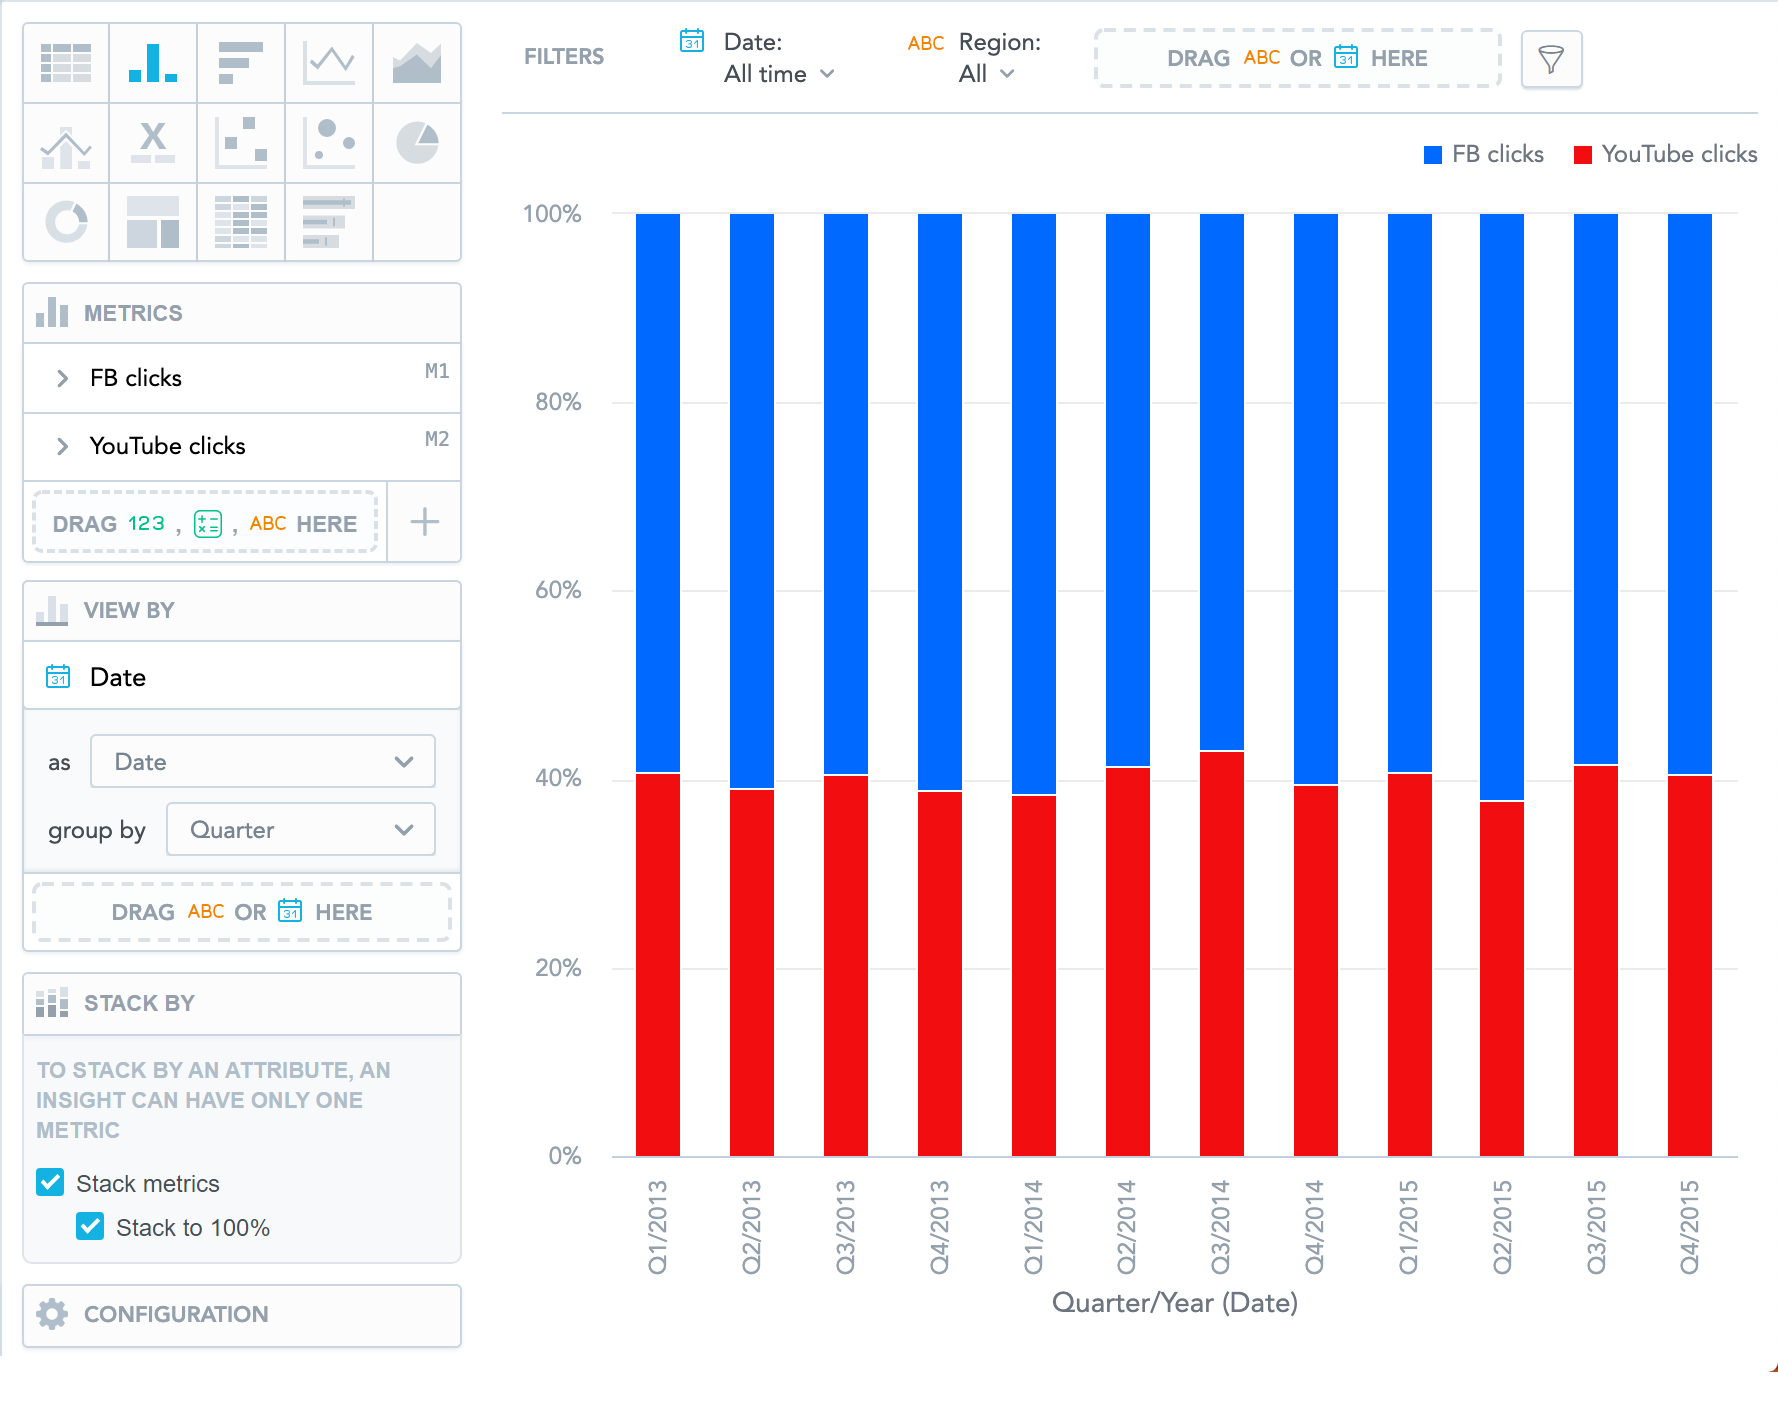 FILTERS
31
Date:
All time
ABC
Region:
All
DRAG ABC OR 31 HERE
X
FB clicks
YouTube clicks
METRICS
FB clicks M1
YouTube clicks M2
DRAG 123 , , ABC HERE
VIEW BY
31 Date
as Date
group by Quarter
DRAG ABC OR 31 HERE
STACK BY
TO STACK BY AN ATTRIBUTE, AN
INSIGHT CAN HAVE ONLY ONE
METRIC
Stack metrics
Stack to 100%
CONFIGURATION
100%
80%
60%
40%
20%
0%
Q1/2013
Q2/2013
Q3/2013
Q4/2013
Q1/2014
Q2/2014
Q3/2014
Q4/2014
Q1/2015
Q2/2015
Q3/2015
Q4/2015
Quarter/Year (Date)